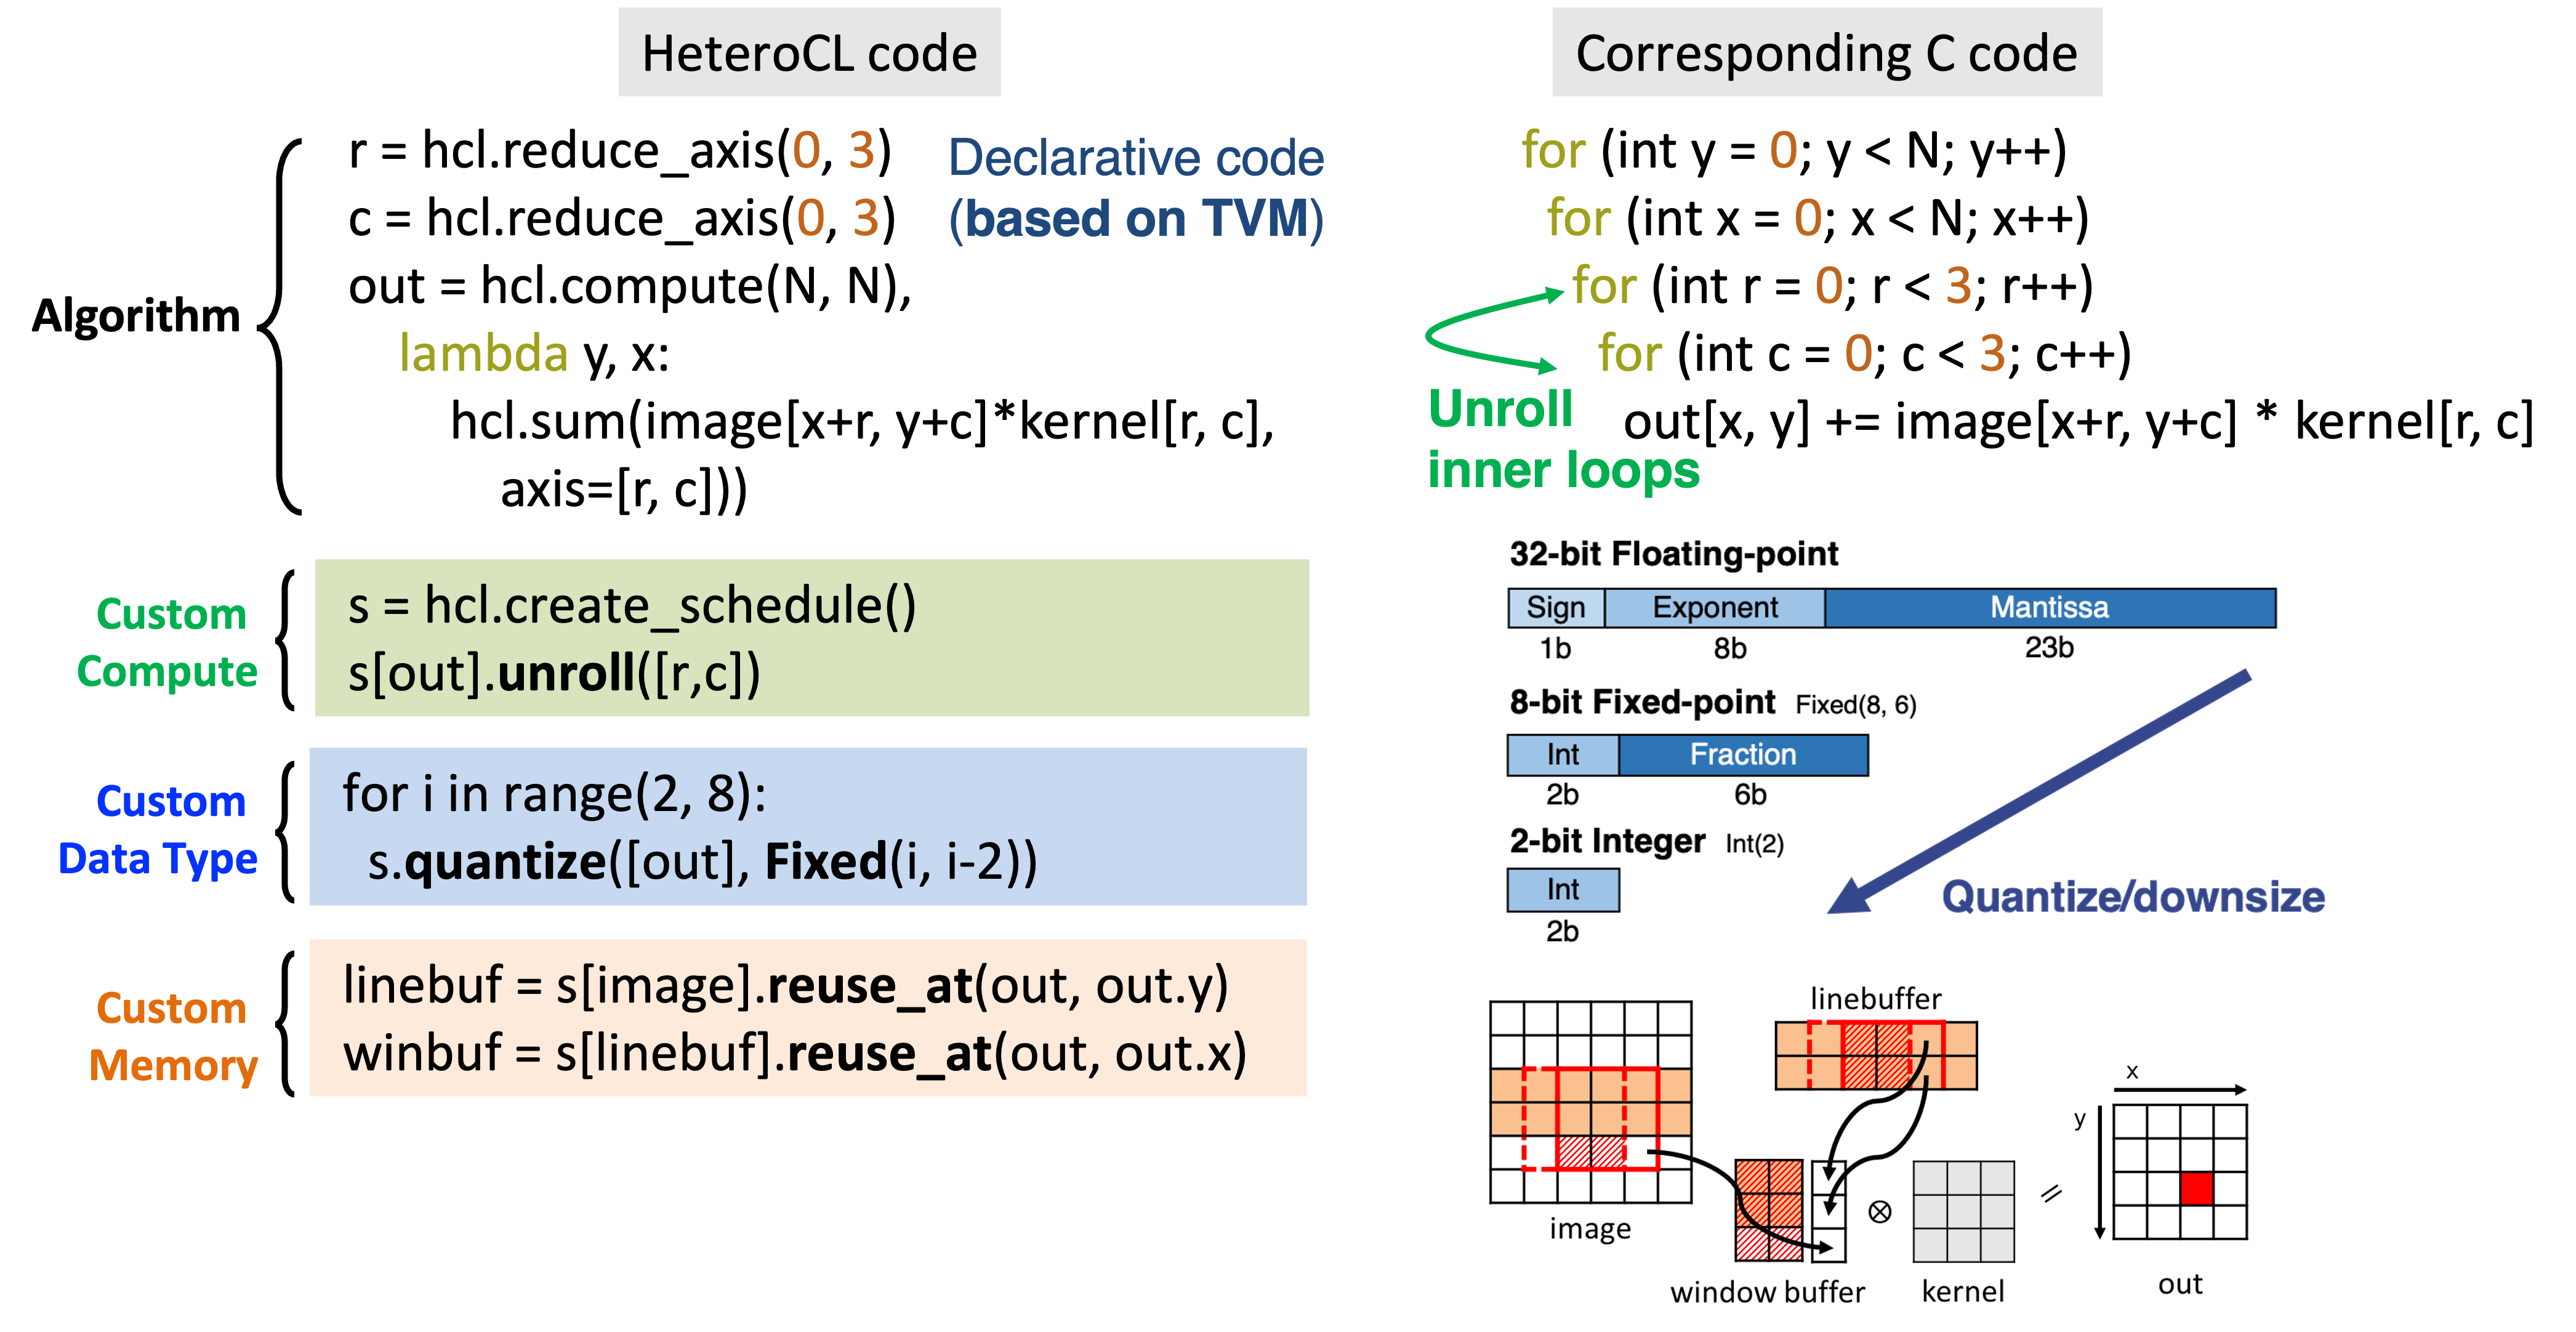 HeteroCL code
Algorithm
r = hcl.reduce_axis(0, 3)
c = hcl.reduce_axis(0, 3)
out = hcl.compute(N, N),
lambda y, x:
hcl.sum(image[x+r, y+c]*kernel[r, c],
axis=[r, c]))
Declarative code
(based on TVM)
Custom
Compute
s = hcl.create_schedule()
s[out].unroll([r,c])
Custom
Data Type
for i in range(2, 8):
s.quantize([out], Fixed(i, i-2))
Custom
Memory
linebuf = s[image].reuse_at(out, out.y)
winbuf = s[linebuf].reuse_at(out, out.x)
Corresponding C code
for (int y = 0; y < N; y++)
for (int x = 0; x < N; x++)
for (int r = 0; r < 3; r++)
for (int c = 0; c < 3; c++)
out[x, y] += image[x+r, y+c] * kernel[r, c]
Unroll
inner loops
32-bit Floating-point
Sign Exponent Mantissa
1b 8b 23b
8-bit Fixed-point Fixed(8, 6)
Int Fraction
2b 6b
2-bit Integer Int(2)
Int
2b
Quantize/downsize
linebuffer
x
y
image
window buffer
kernel
out